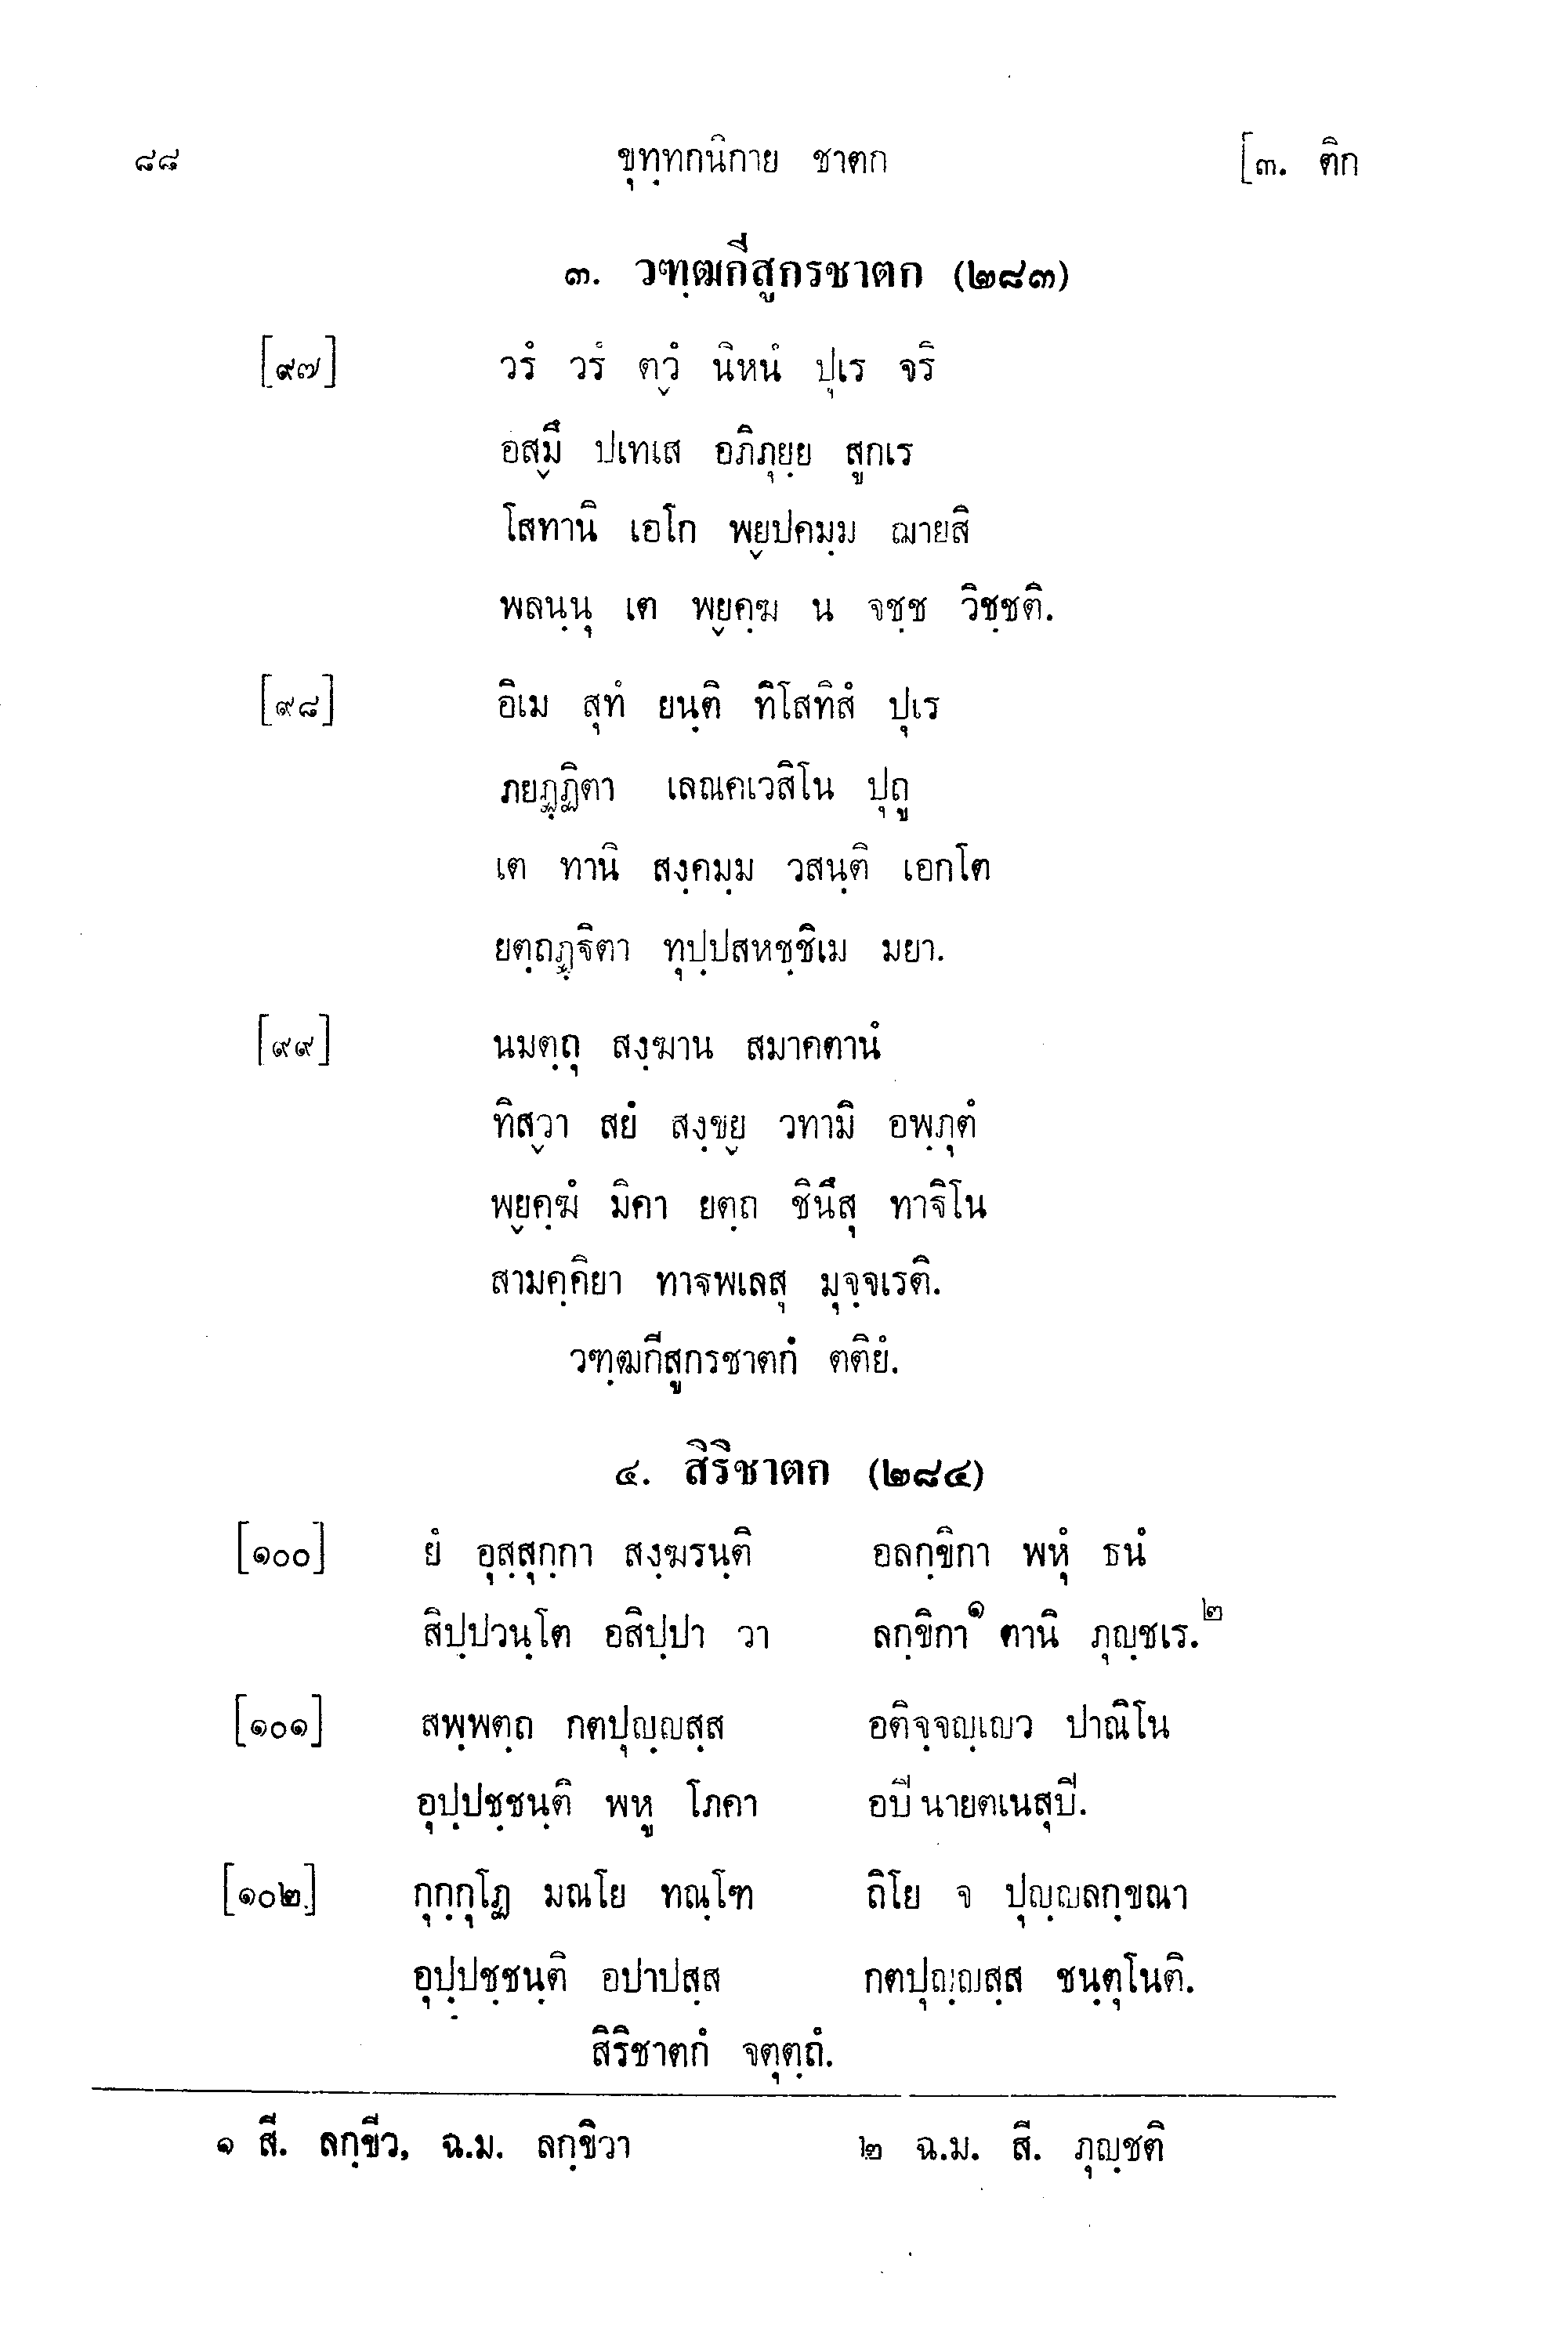 ๘๘ ขุทฺทกนิกาย ชาตก [๓. ติก
๓. วฑฺฒกีสูกรชาตก (๒๘๓)
[๙๗] วรํ วรํ ตฺวํ นิหนํ ปุเร จริ
อสฺมึ ปเทเส อภิภุยฺย สูกเร
โสทานิ เอโก พฺยปคมฺม ฌายสิ
พลนฺนุ เต พฺยคฺฆ น จชฺช วิชฺชติ.
[๙๘] อิเม สุทํ ยนฺติ ทิโสทิสํ ปุเร
ภยฏฺฏิตา เลณคเวสิโน ปุถู
เต ทานิ สงฺคมฺม วสนฺติ เอกโต
ยตฺถฏฺฐิตา ทุปฺปสหชฺชิเม มยา.
[๙๙] นมตฺถุ สงฺฆาน สมาคตานํ
ทิสฺวา สยํ สงฺขฺย วทามิ อพฺภุตํ
พฺยคฺฆํ มิคา ยตฺถ ชินึสุ ทาฐิโน
สามคฺคิยา ทาฐพเลสุ มุจฺจเรติ.
วฑฺฒกีสูกรชาตกํ ตติยํ.
๔. สิริชาตก (๒๘๔)
[๑๐๐] ยํ อุสฺสุกฺกา สงฺฆรนฺติ อลกฺขิกา พหุํ ธนํ
สิปฺปวนฺโต อสิปฺปา วา ลกฺขิกา๑ ตานิ ภุญฺชเร.๒
[๑๐๑] สพฺพตฺถ กตปุญฺญสฺส อติจฺจญฺเญว ปาณิโน
อุปฺปชฺชนฺติ พหู โภคา อปิ นายตเนสุปิ.
[๑๐๒] กุกฺกุโฏ มณโย ทณฺโฑ ถิโย จ ปุญฺญลกฺขณา
อุปฺปชฺชนฺติ อปาปสฺส กตปุญฺญสฺส ชนฺตุโนติ.
สิริชาตกํ จตุตฺถํ.
๑ สี. ลกฺขีว, ฉ.ม. ลกฺขิวา ๒ ฉ.ม. สี. ภุญฺชติ